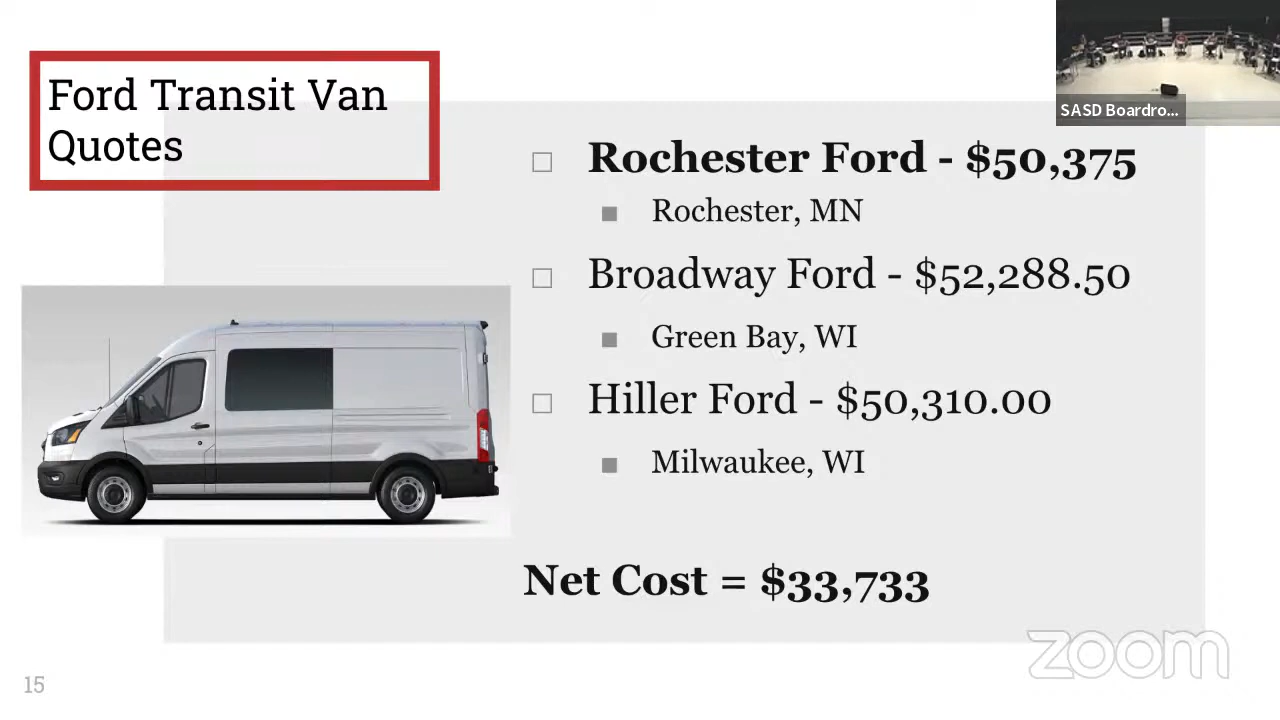 Ford Transit Van
Quotes
SASD Boardro...
Rochester Ford - $50,375
Rochester, MN
Broadway Ford - $52,288.50
Green Bay, WI
Hiller Ford - $50,310.00
Milwaukee, WI
Net Cost = $33,733
zoom
15